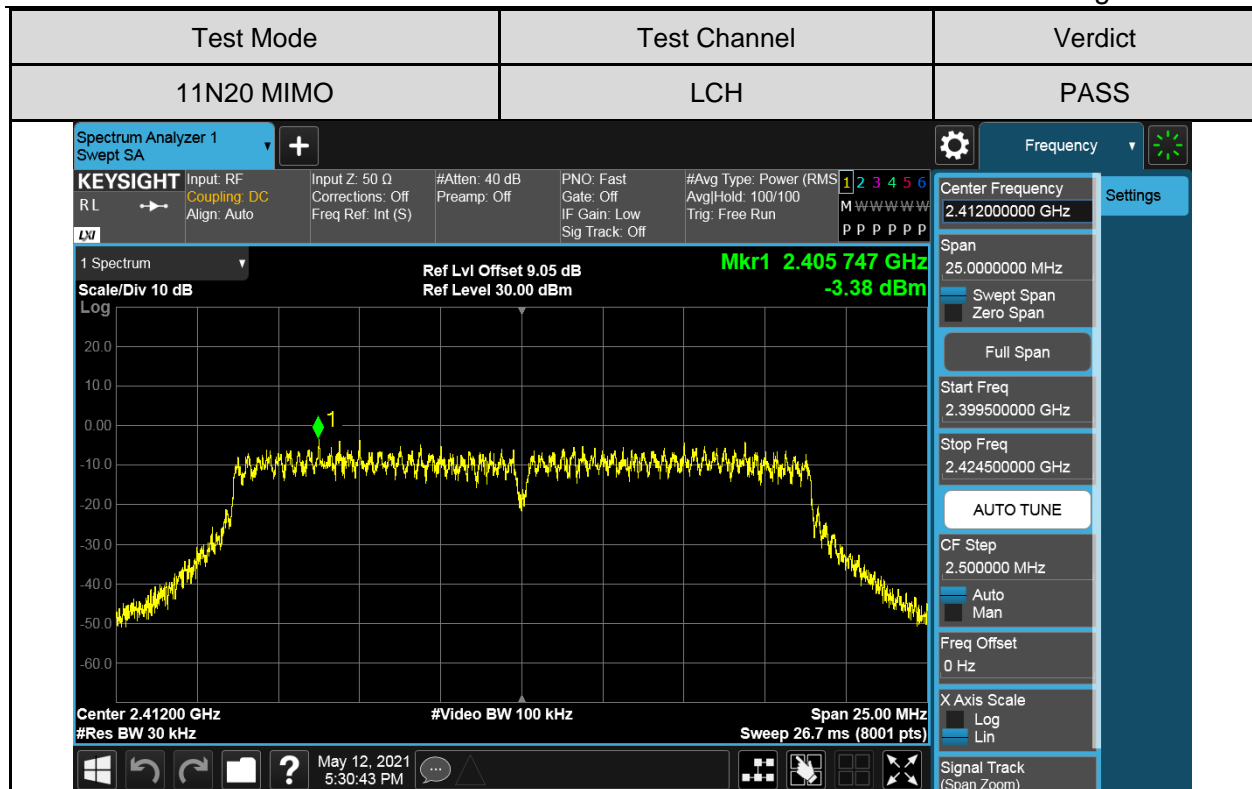 Test Mode Test Channel Verdict
11N20 MIMO LCH PASS
Spectrum Analyzer 1
Swept SA
+
Frequency
KEYSIGHT
R L
LXI
Input: RF
Coupling: DC
Align: Auto
Input Z: 50 Ω
Corrections: Off
Freq Ref: Int (S)
#Atten: 40 dB
Preamp: Off
PNO: Fast
Gate: Off
IF Gain: Low
Sig Track: Off
#Avg Type: Power (RMS
Avg|Hold: 100/100
Trig: Free Run
1 2 3 4 5 6
M W W W W W
P P P P P P
1 Spectrum
Scale/Div 10 dB
Log
Ref Lvl Offset 9.05 dB
Ref Level 30.00 dBm
Mkr1 2.405 747 GHz
-3.38 dBm
20.0
10.0
0.00
-10.0
-20.0
-30.0
-40.0
-50.0
-60.0
1
Center 2.41200 GHz
#Res BW 30 kHz
#Video BW 100 kHz
Span 25.00 MHz
Sweep 26.7 ms (8001 pts)
?
May 12, 2021
5:30:43 PM
Center Frequency
2.412000000 GHz
Settings
Span
25.0000000 MHz
Swept Span
Zero Span
Full Span
Start Freq
2.399500000 GHz
Stop Freq
2.424500000 GHz
AUTO TUNE
CF Step
2.500000 MHz
Auto
Man
Freq Offset
0 Hz
X Axis Scale
Log
Lin
Signal Track
(Span Zoom)